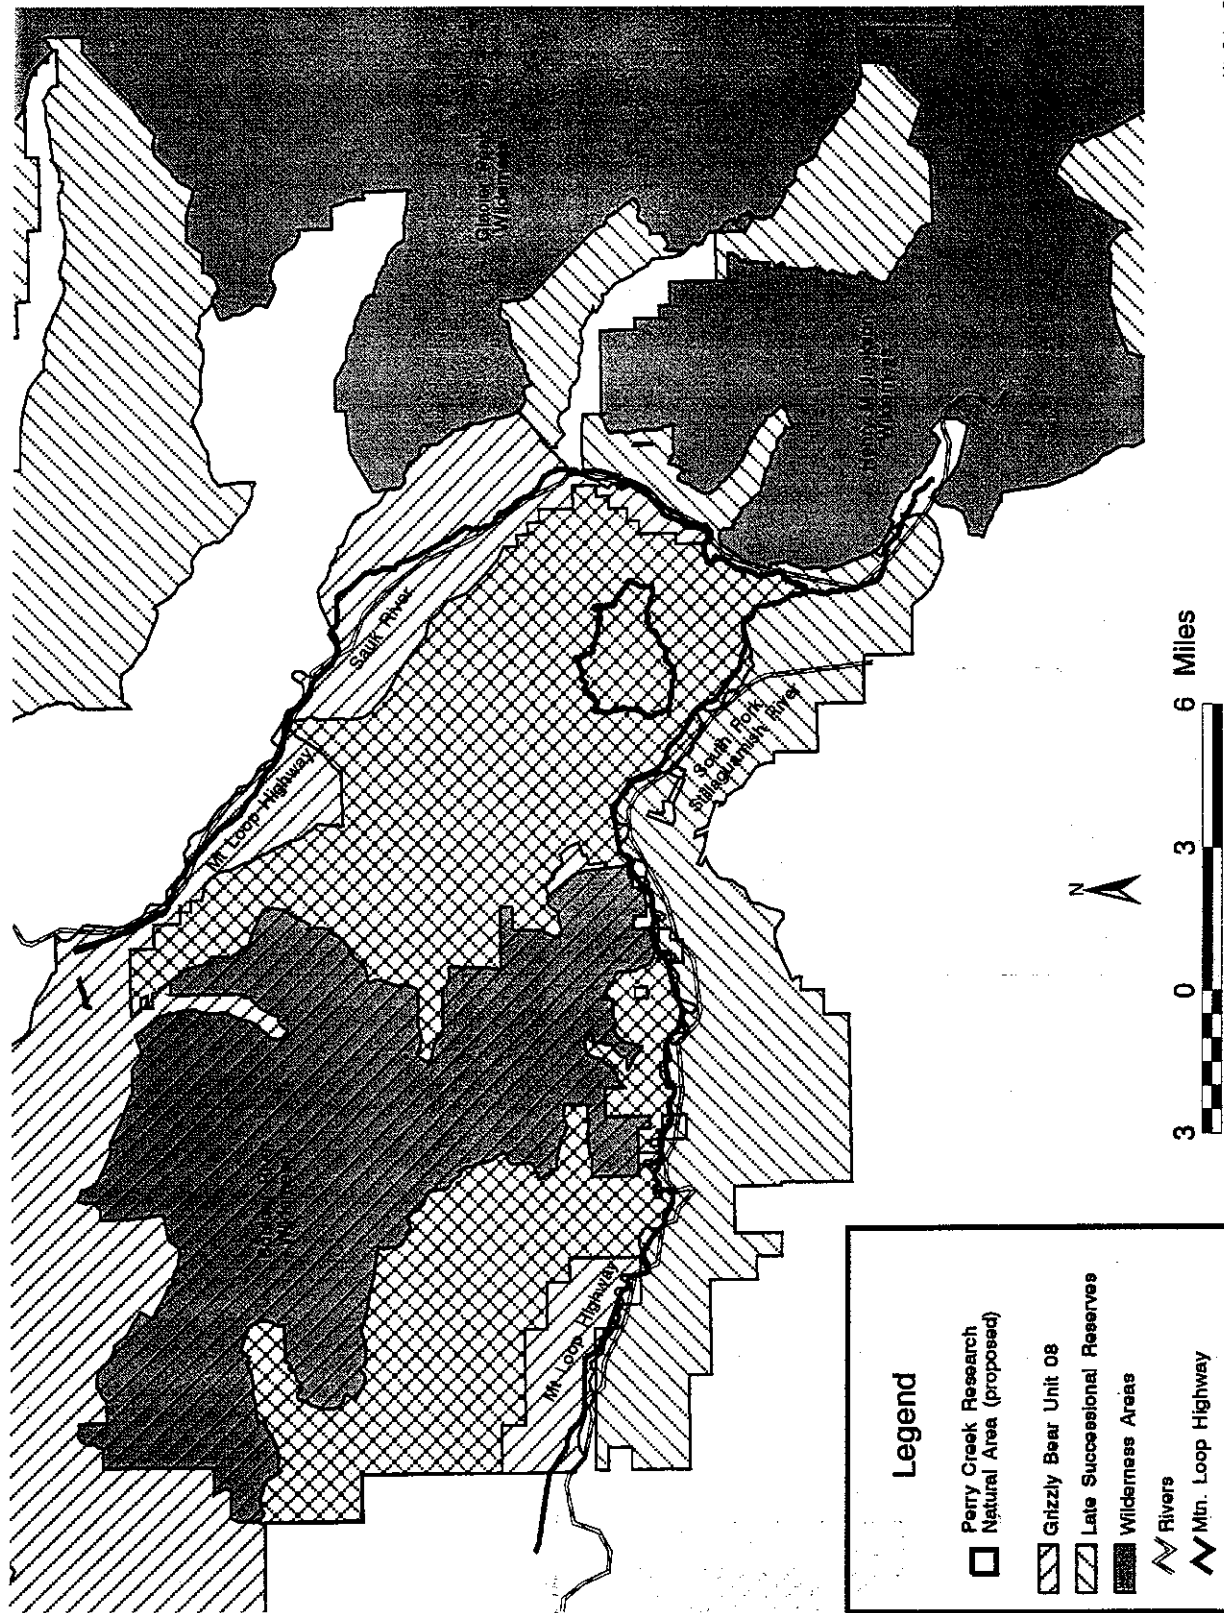 Wilderness
Sauk River
Mt Loop Highway
South Fork
Stillaguamish River
Mt Loop Highway
N
3 0 3 6 Miles
Legend
Perry Creek Research
Natural Area (proposed)
Grizzly Bear Unit 08
Late Successional Reserves
Wilderness Areas
Rivers
Mtn. Loop Highway